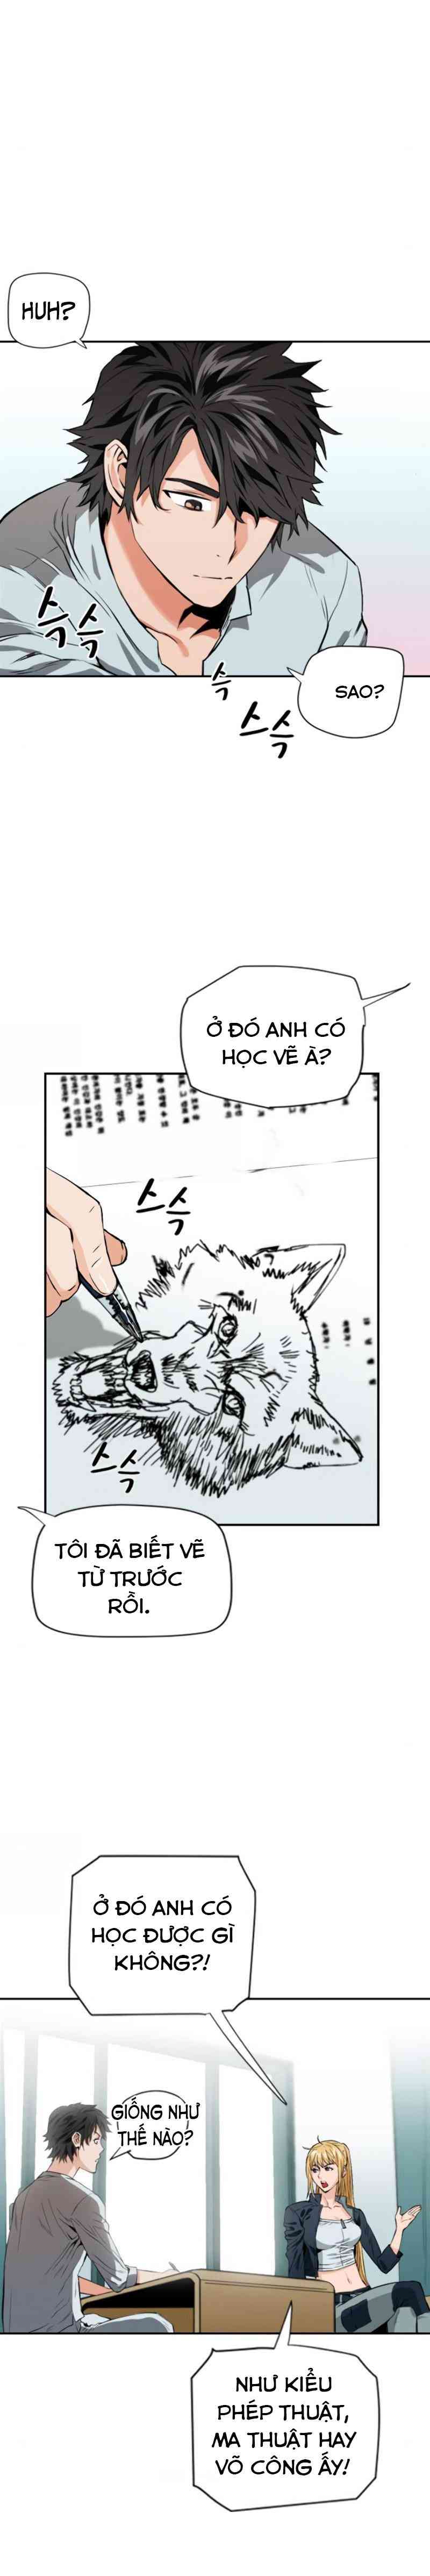 HUH?
스슥
슥
스슥
SAO?
Ở ĐÓ ANH CÓ
HỌC VẼ À?
스슥
스슥
TÔI ĐÃ BIẾT VẼ
TỪ TRƯỚC
RỒI.
Ở ĐÓ ANH CÓ
HỌC ĐƯỢC GÌ
KHÔNG?!
GIỐNG NHƯ
THẾ NÀO?
NHƯ KIỂU
PHÉP THUẬT,
MA THUẬT HAY
VÕ CÔNG ẤY!